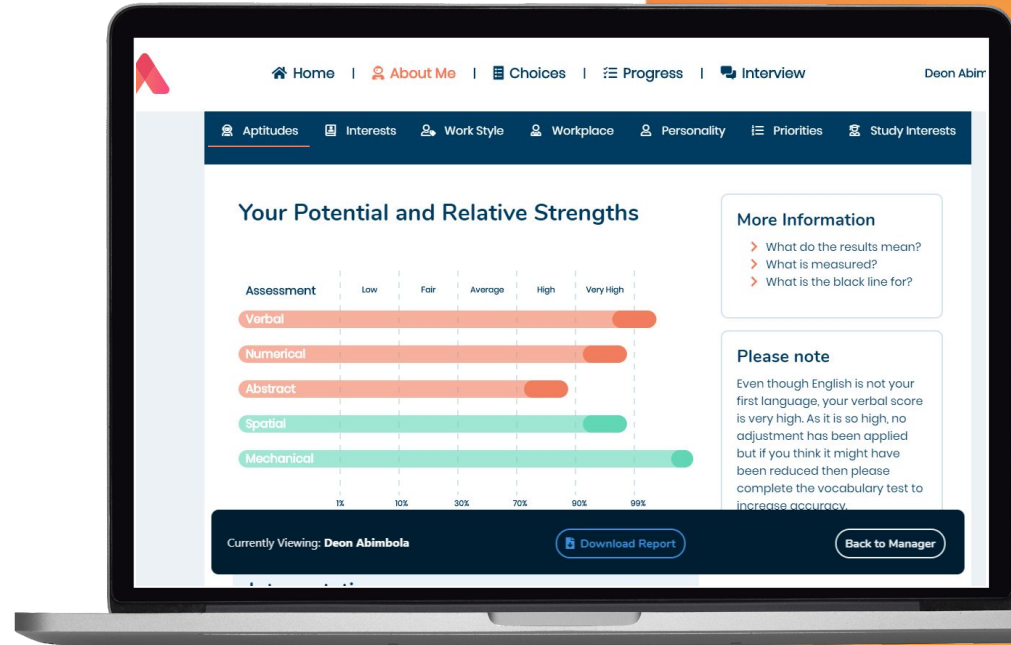 Home | About Me | Choices | Progress | Interview Deon Abim
Aptitudes Interests Work Style Workplace Personality Priorities Study Interests
Your Potential and Relative Strengths
Assessment Low Fair Average High Very High
Verbal
Numerical
Abstract
Spatial
Mechanical
1% 10% 30% 70% 90% 99%
More Information
What do the results mean?
What is measured?
What is the black line for?
Please note
Even though English is not your
first language, your verbal score
is very high. As it is so high, no
adjustment has been applied
but if you think it might have
been reduced then please
complete the vocabulary test to
increase accuracy.
Currently Viewing: Deon Abimbola Download Report Back to Manager